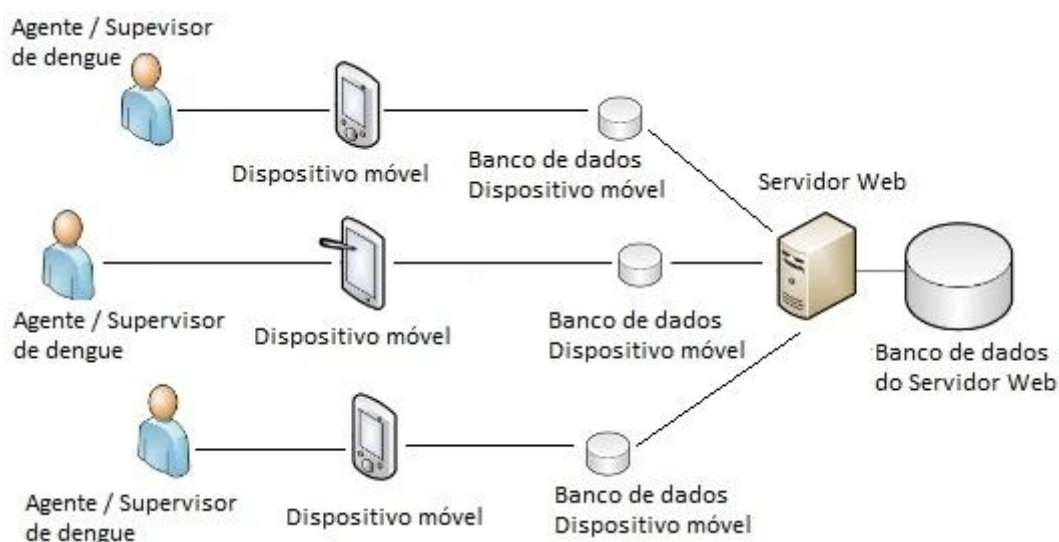 Agente / Supevisor
de dengue
Dispositivo móvel
Banco de dados
Dispositivo móvel
Servidor Web
Agente / Supervisor
de dengue
Dispositivo móvel
Banco de dados
Dispositivo móvel
Banco de dados
do Servidor Web
Agente / Supervisor
de dengue
Dispositivo móvel
Banco de dados
Dispositivo móvel